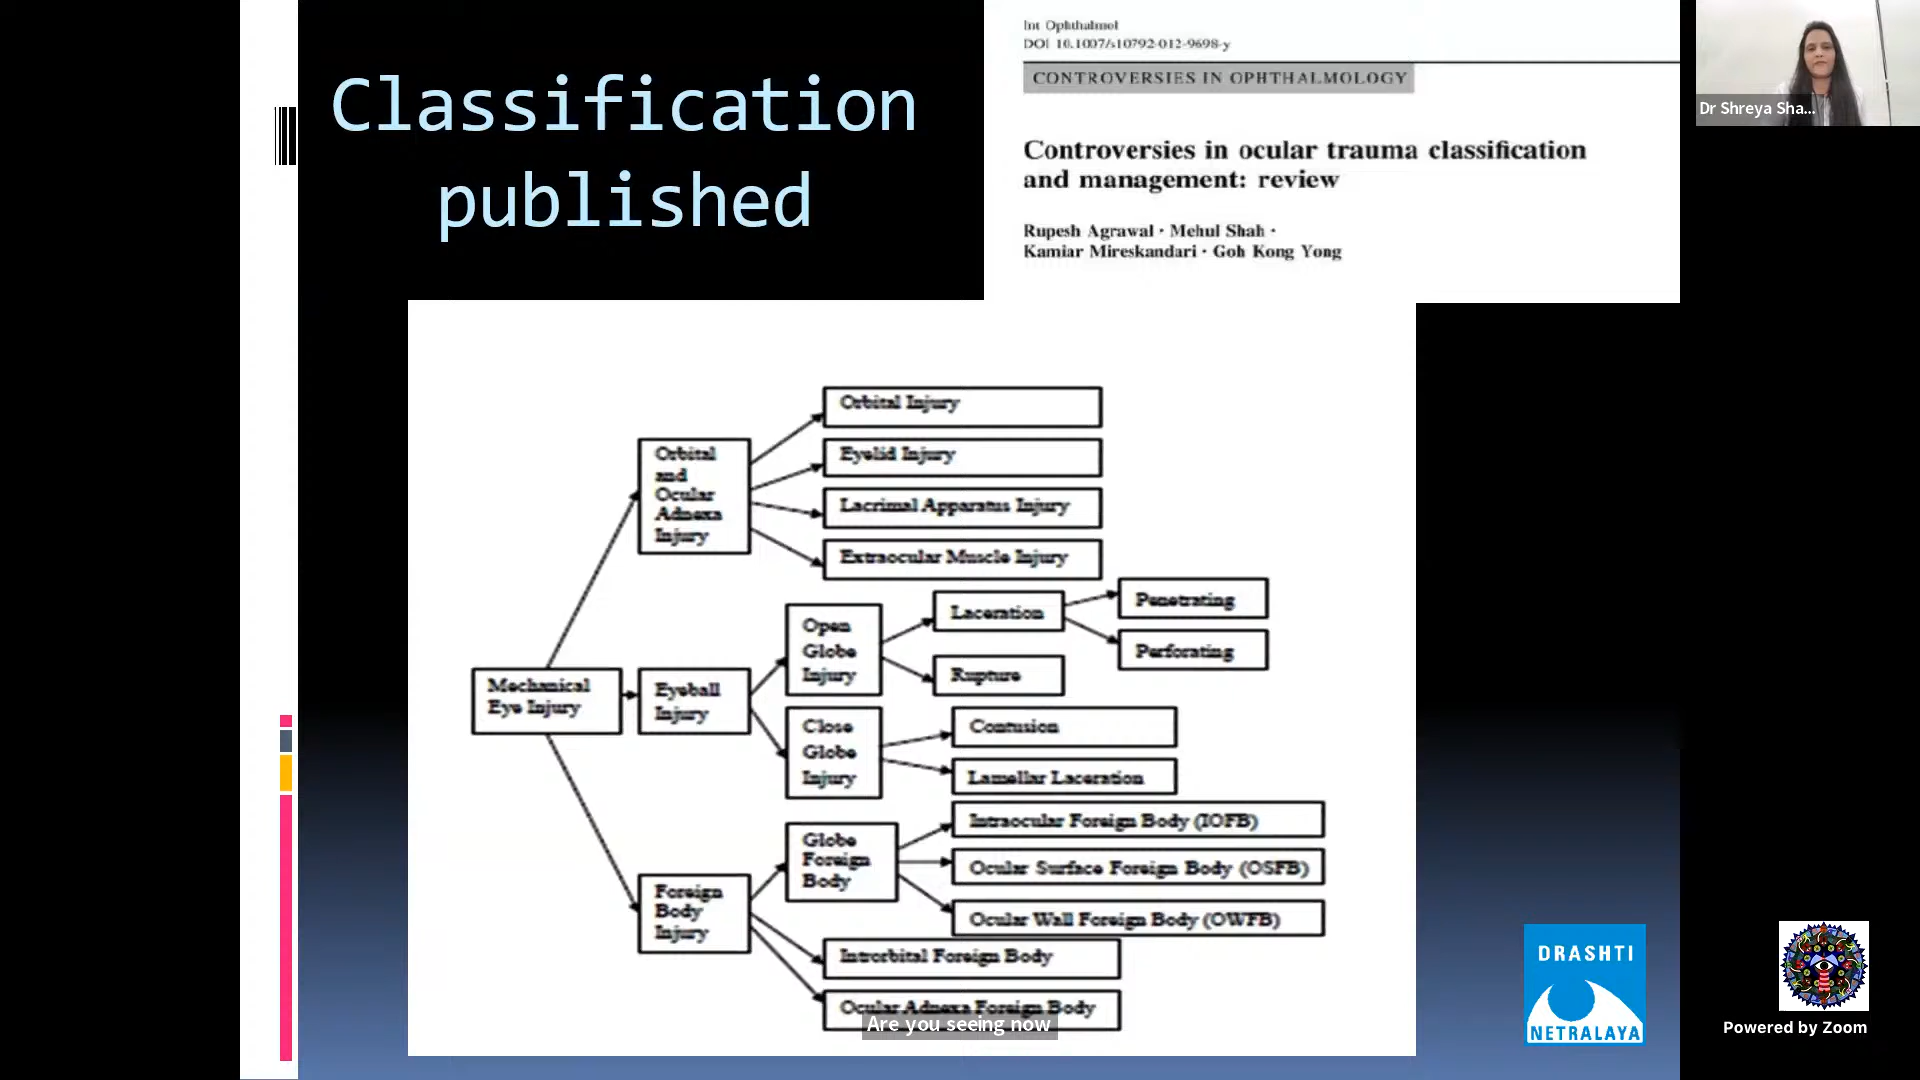 Classification
published
Int Ophthalmol
DOI 10.1007/s10792-012-9698-y
CONTROVERSIES IN OPHTHALMOLOGY
Controversies in ocular trauma classification
and management: review
Rupesh Agrawal · Mehul Shah ·
Kamiar Mireskandari · Goh Kong Yong
Dr Shreya Sha...
Orbital Injury
Eyelid Injury
Lacrimal Apparatus Injury
Extraocular Muscle Injury
Orbital
and
Ocular
Adnexa
Injury
Mechanical
Eye Injury
Eyeball
Injury
Open
Globe
Injury
Laceration
Penetrating
Perforating
Rupture
Close
Globe
Injury
Contusion
Lamellar Laceration
Foreign
Body
Injury
Globe
Foreign
Body
Intraocular Foreign Body (IOFB)
Ocular Surface Foreign Body (OSFB)
Ocular Wall Foreign Body (OWFB)
Introrbital Foreign Body
Ocular Adnexa Foreign Body
Are you seeing now
DRASHTI
NETRALAYA
Powered by Zoom